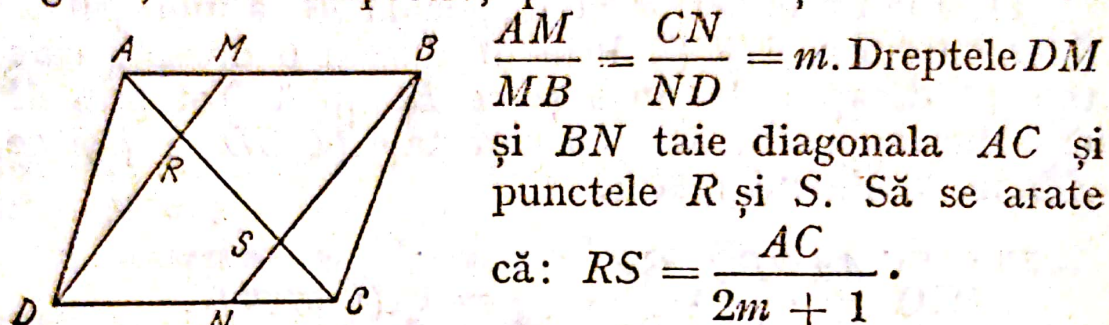 A M B
R
S
D N C
AM/MB = CN/ND = m. Dreptele DM
și BN taie diagonala AC și
punctele R și S. Să se arate
că: RS = AC/(2m + 1).